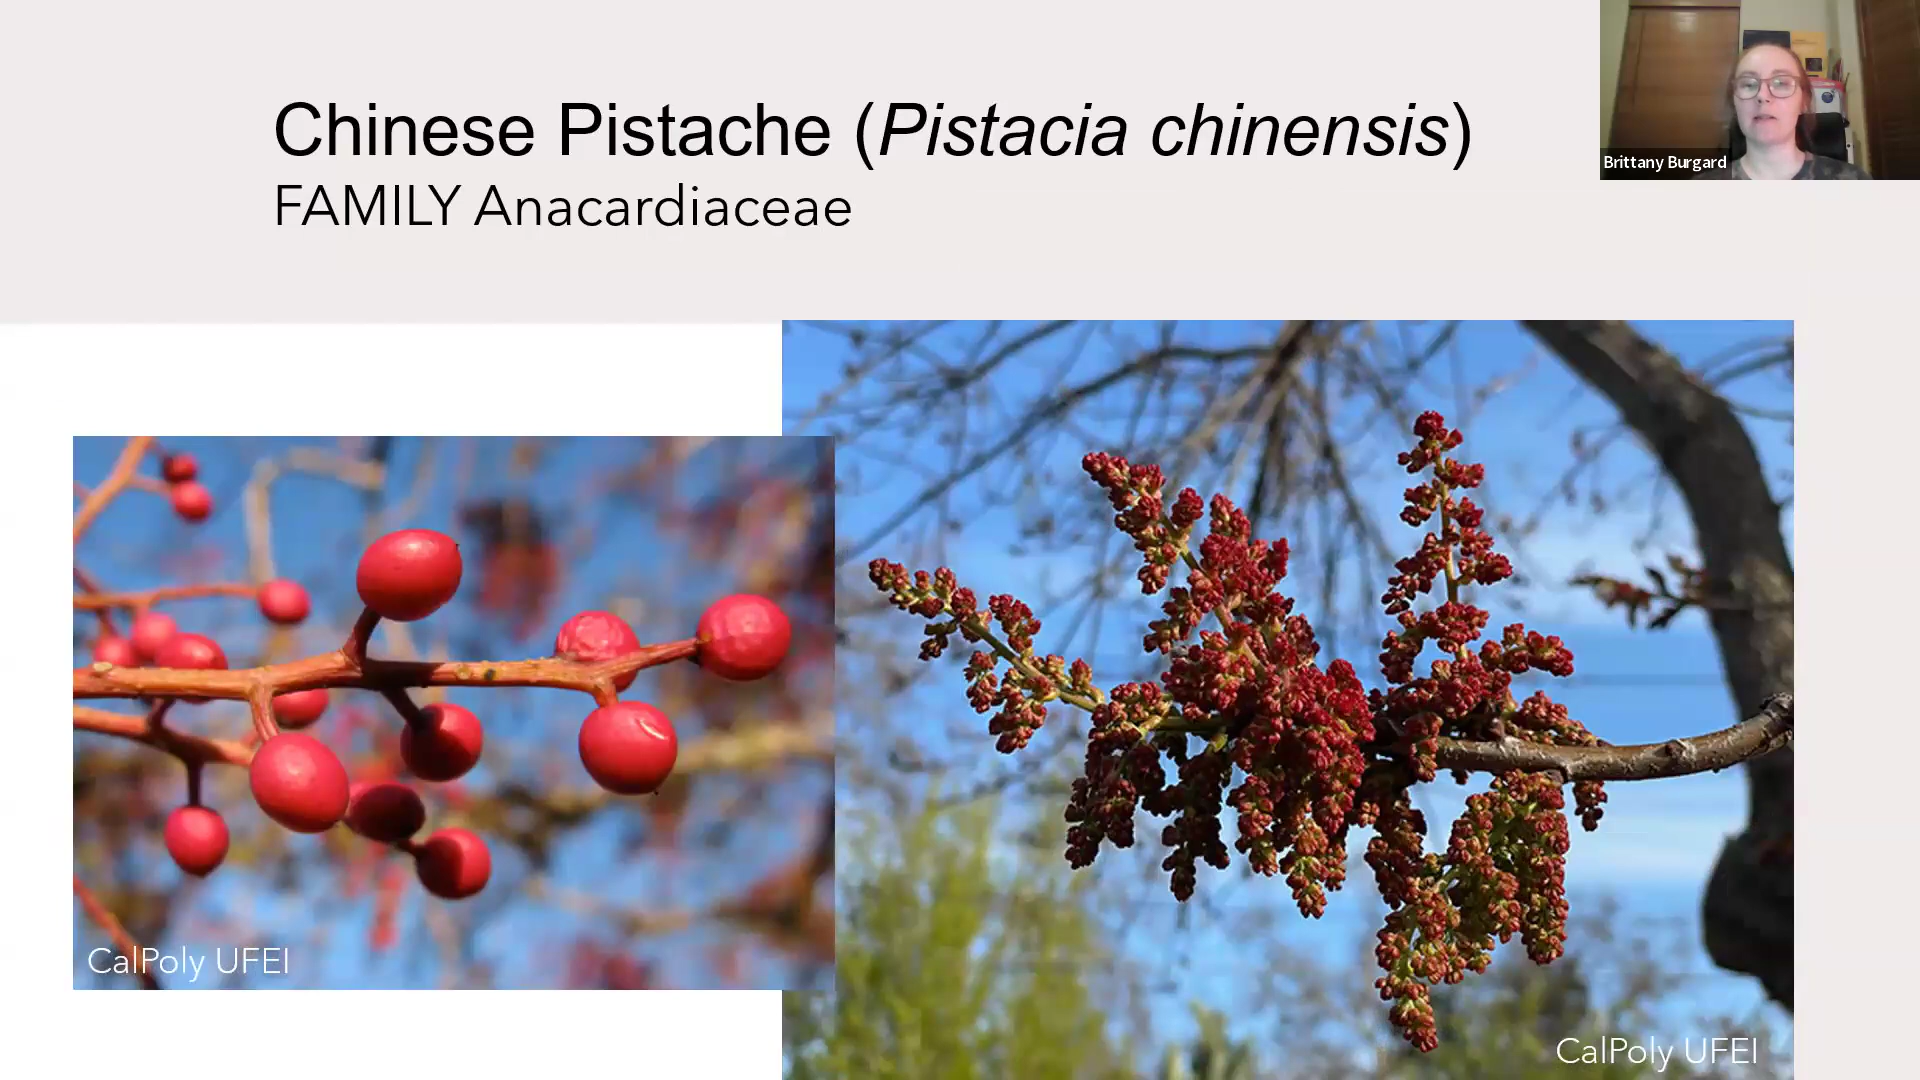 Chinese Pistache (Pistacia chinensis)
FAMILY Anacardiaceae
Brittany Burgard
CalPoly UFEI
CalPoly UFEI